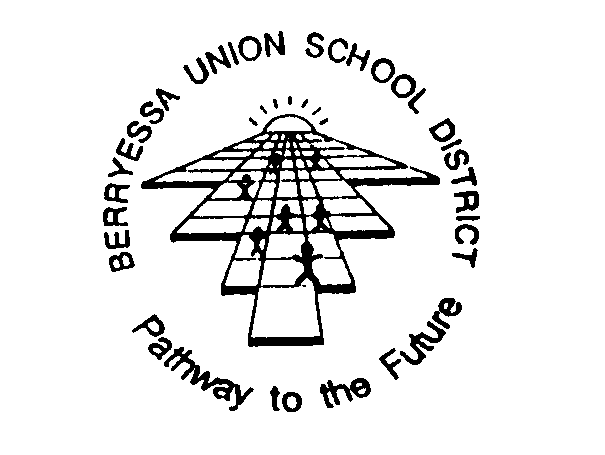 BERRYESSA UNION SCHOOL DISTRICT
Pathway to the Future